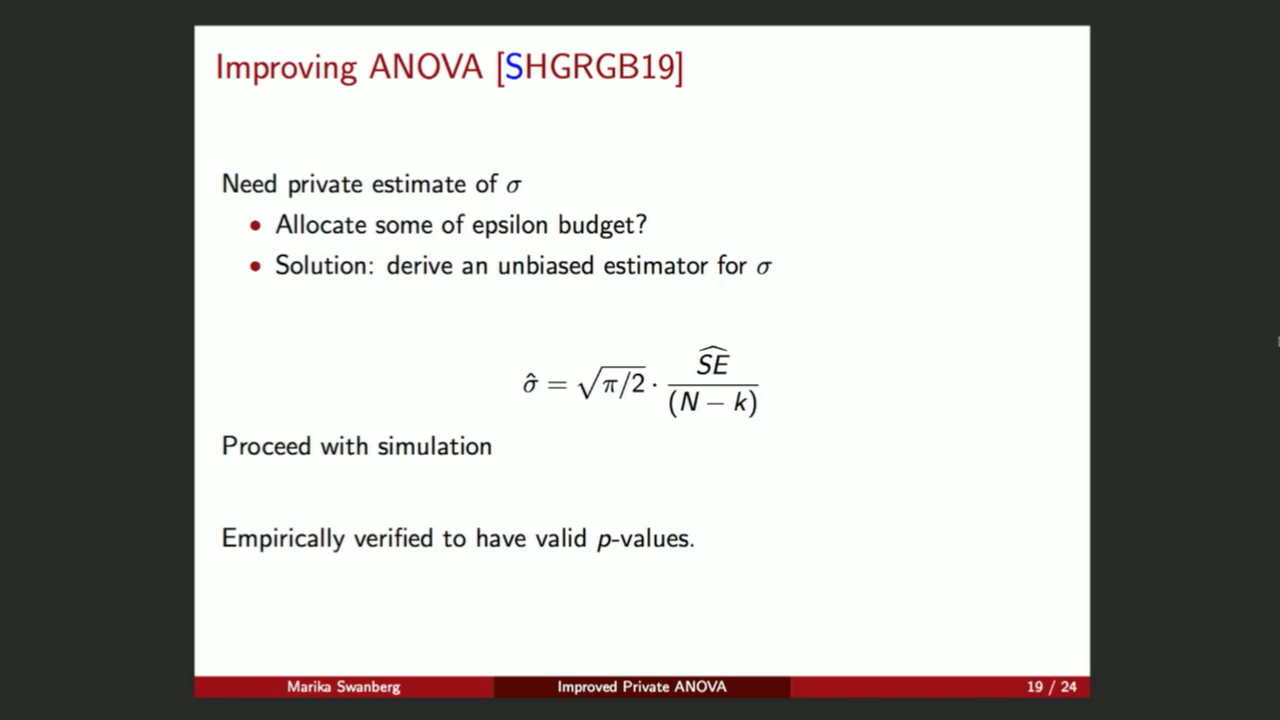 Improving ANOVA [SHGRGB19]
Need private estimate of σ
• Allocate some of epsilon budget?
• Solution: derive an unbiased estimator for σ
σ̂ = √π/2 · ŜE / (N − k)
Proceed with simulation
Empirically verified to have valid p-values.
Marika Swanberg
Improved Private ANOVA
19 / 24